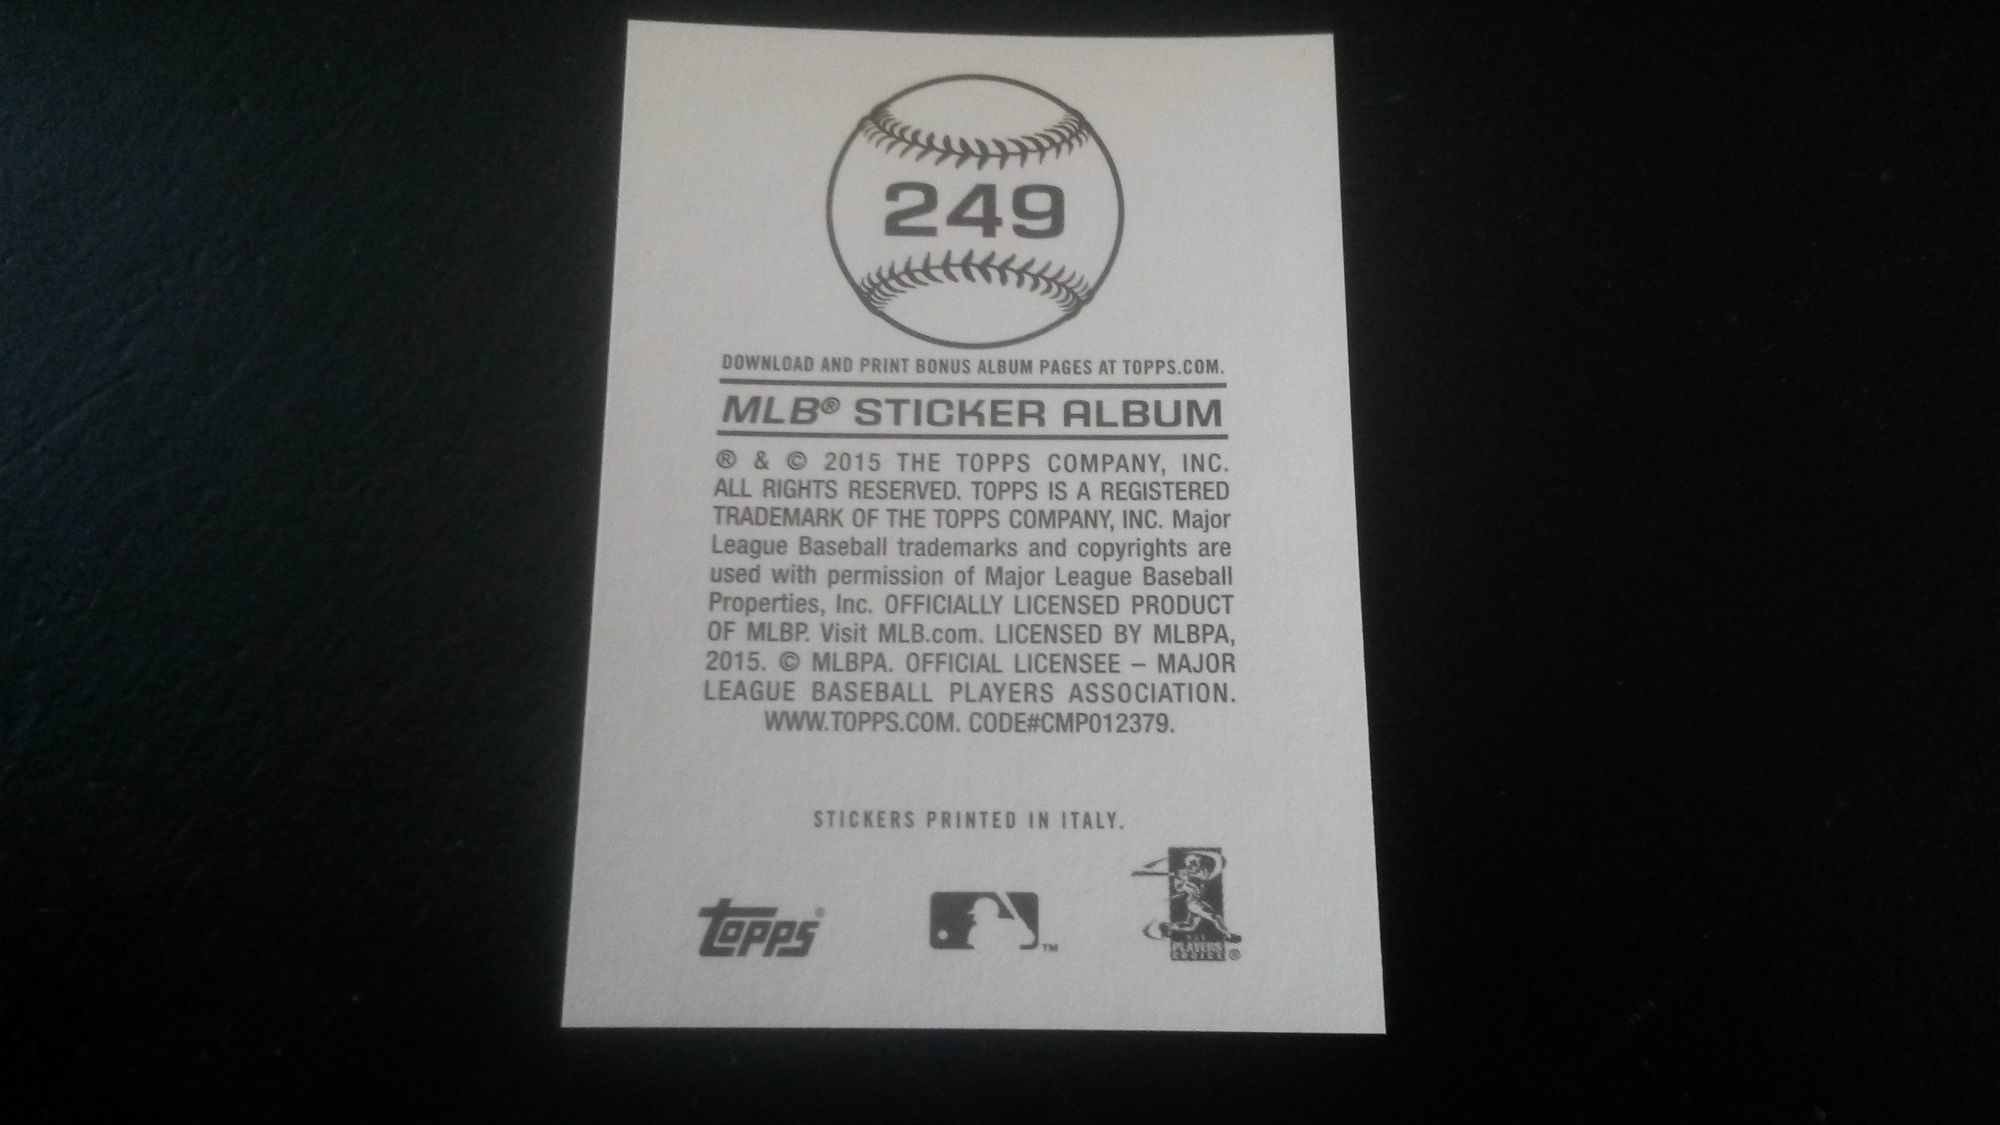 249
DOWNLOAD AND PRINT BONUS ALBUM PAGES AT TOPPS.COM.
MLB® STICKER ALBUM
® & © 2015 THE TOPPS COMPANY, INC.
ALL RIGHTS RESERVED. TOPPS IS A REGISTERED
TRADEMARK OF THE TOPPS COMPANY, INC. Major
League Baseball trademarks and copyrights are
used with permission of Major League Baseball
Properties, Inc. OFFICIALLY LICENSED PRODUCT
OF MLBP. Visit MLB.com. LICENSED BY MLBPA,
2015. © MLBPA. OFFICIAL LICENSEE – MAJOR
LEAGUE BASEBALL PLAYERS ASSOCIATION.
WWW.TOPPS.COM. CODE#CMP012379.
STICKERS PRINTED IN ITALY.
Topps®
TM
PLAYERS
CHOICE ®